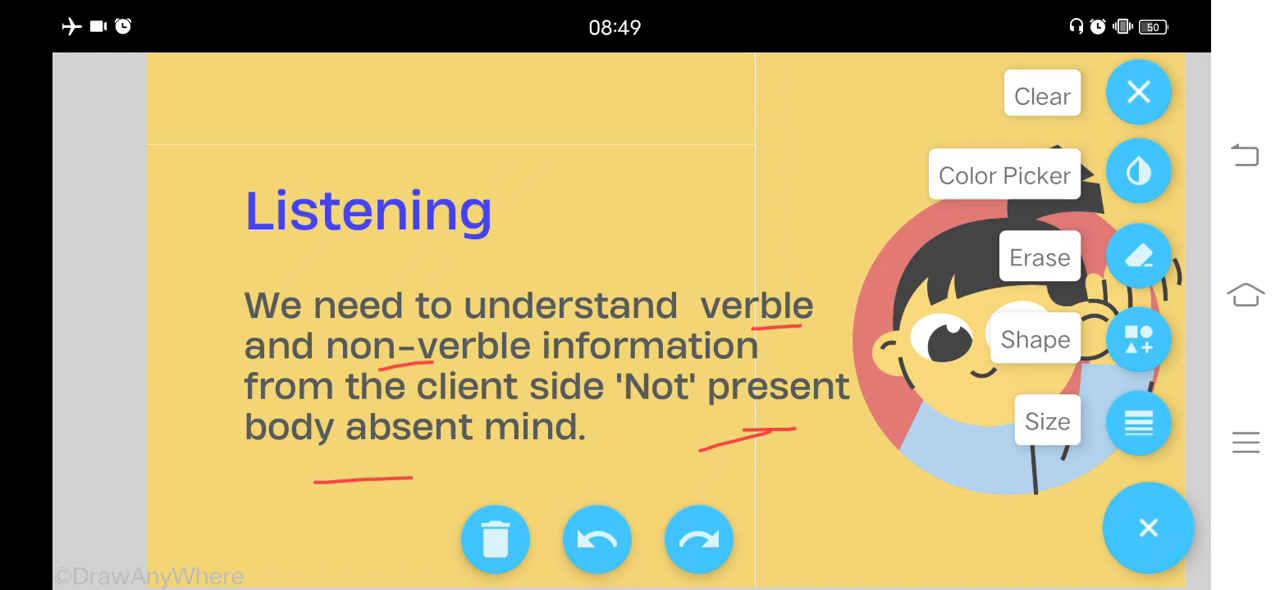 08:49
50
Clear
Color Picker
Listening
Erase
We need to understand  verble
and non-verble information
Shape
from the client side 'Not' present
body absent mind.
Size
©DrawAnyWhere